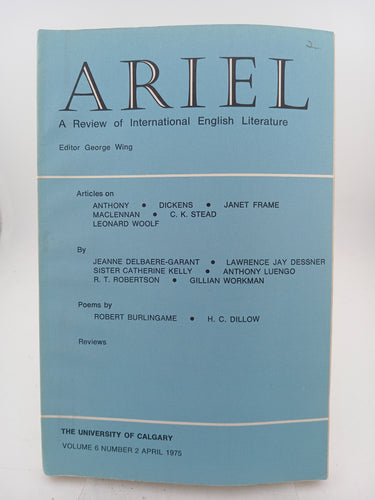 2
ARIEL
A Review of International English Literature
Editor George Wing
Articles on
ANTHONY • DICKENS • JANET FRAME
MACLENNAN • C. K. STEAD
LEONARD WOOLF
By
JEANNE DELBAERE-GARANT • LAWRENCE JAY DESSNER
SISTER CATHERINE KELLY • ANTHONY LUENGO
R. T. ROBERTSON • GILLIAN WORKMAN
Poems by
ROBERT BURLINGAME • H. C. DILLOW
Reviews
THE UNIVERSITY OF CALGARY
VOLUME 6 NUMBER 2 APRIL 1975